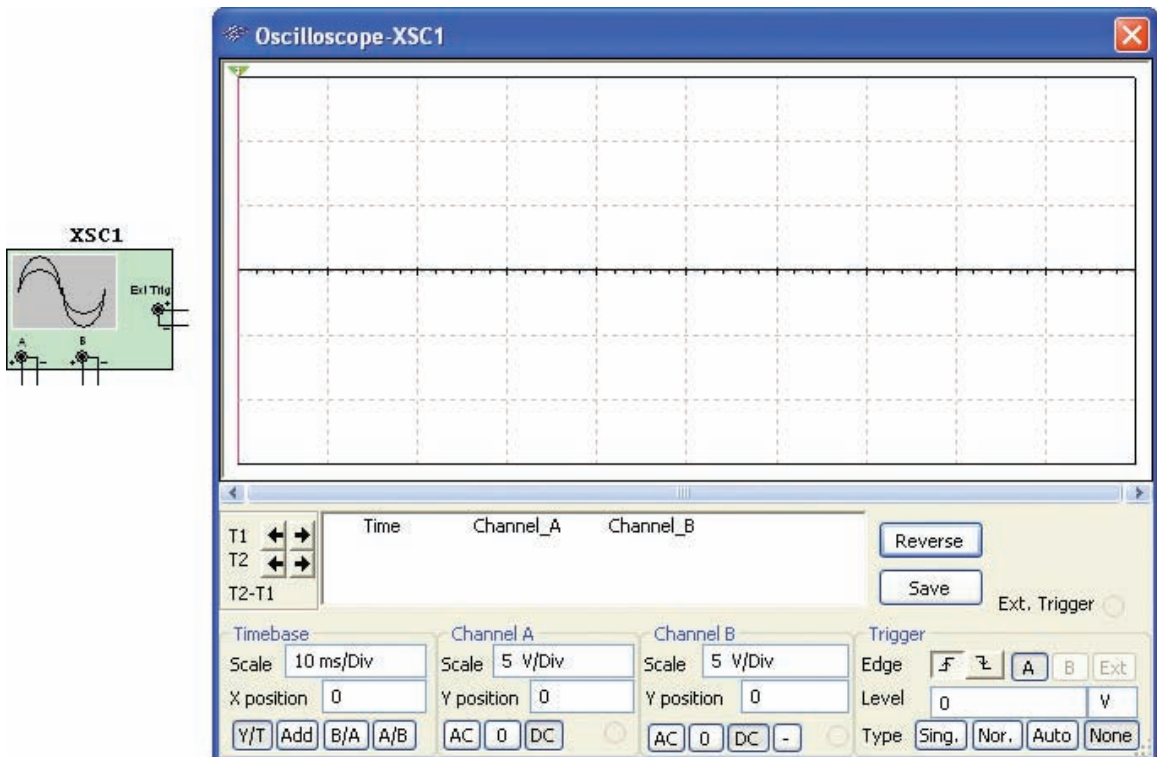 Oscilloscope-XSC1
XSC1
Ext Trig
+
-
A B
+ - + -
T1
T2
T2-T1
Time Channel_A Channel_B
Reverse
Save
Ext. Trigger
Timebase
Scale 10 ms/Div
X position 0
Y/T Add B/A A/B
Channel A
Scale 5 V/Div
Y position 0
AC 0 DC
Channel B
Scale 5 V/Div
Y position 0
AC 0 DC -
Trigger
Edge A B Ext
Level 0 V
Type Sing. Nor. Auto None